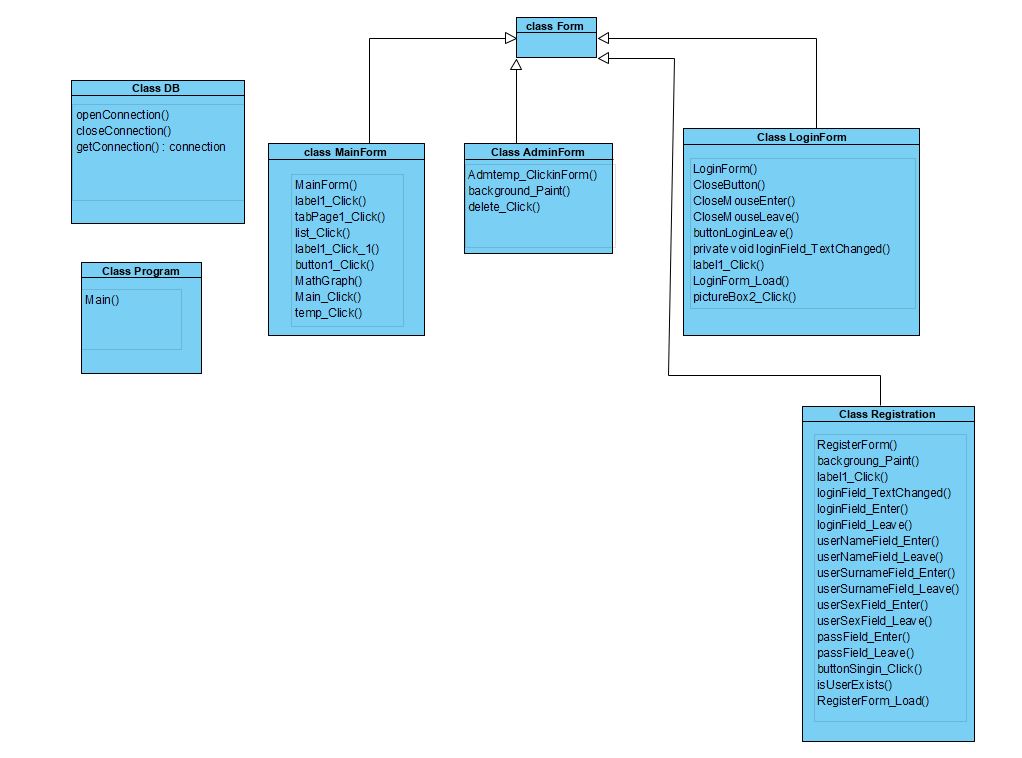 class Form
Class DB
openConnection()
closeConnection()
getConnection() : connection
Class Program
Main()
class MainForm
MainForm()
label1_Click()
tabPage1_Click()
list_Click()
label1_Click_1()
button1_Click()
MathGraph()
Main_Click()
temp_Click()
Class AdminForm
Admtemp_ClickinForm()
background_Paint()
delete_Click()
Class LoginForm
LoginForm()
CloseButton()
CloseMouseEnter()
CloseMouseLeave()
buttonLoginLeave()
private void loginField_TextChanged()
label1_Click()
LoginForm_Load()
pictureBox2_Click()
Class Registration
RegisterForm()
backgroung_Paint()
label1_Click()
loginField_TextChanged()
loginField_Enter()
loginField_Leave()
userNameField_Enter()
userNameField_Leave()
userSurnameField_Enter()
userSurnameField_Leave()
userSexField_Enter()
userSexField_Leave()
passField_Enter()
passField_Leave()
buttonSingin_Click()
isUserExists()
RegisterForm_Load()